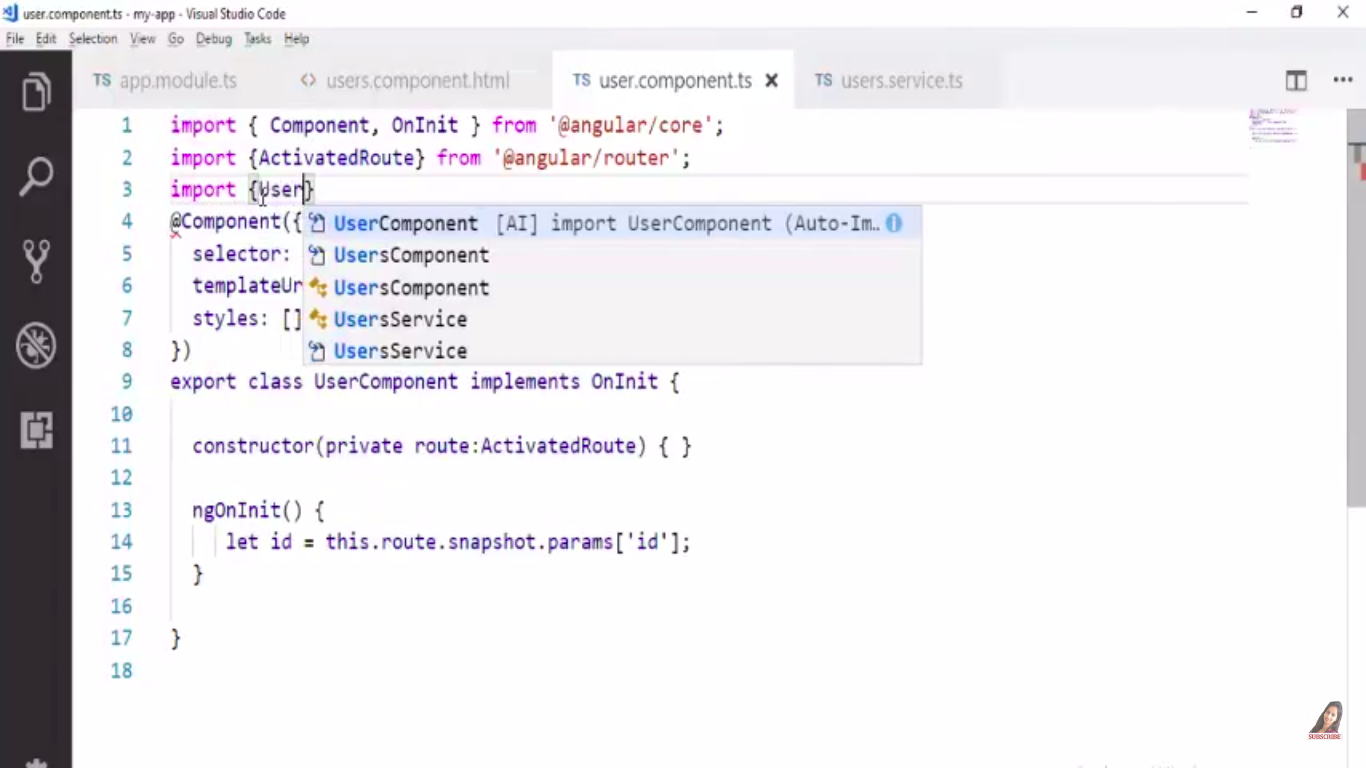 user.component.ts - my-app - Visual Studio Code
File Edit Selection View Go Debug Tasks Help
TS app.module.ts <> users.component.html TS user.component.ts × TS users.service.ts ...
1 import { Component, OnInit } from '@angular/core';
2 import {ActivatedRoute} from '@angular/router';
3 import {User}
4 @Component({
UserComponent [AI] import UserComponent (Auto-Im..
5 selector:
UsersComponent
6 templateUr
UsersComponent
7 styles: []
UsersService
8 })
UsersService
9 export class UserComponent implements OnInit {
10
11 constructor(private route:ActivatedRoute) { }
12
13 ngOnInit() {
14 let id = this.route.snapshot.params['id'];
15 }
16
17 }
18
SUBSCRIBE